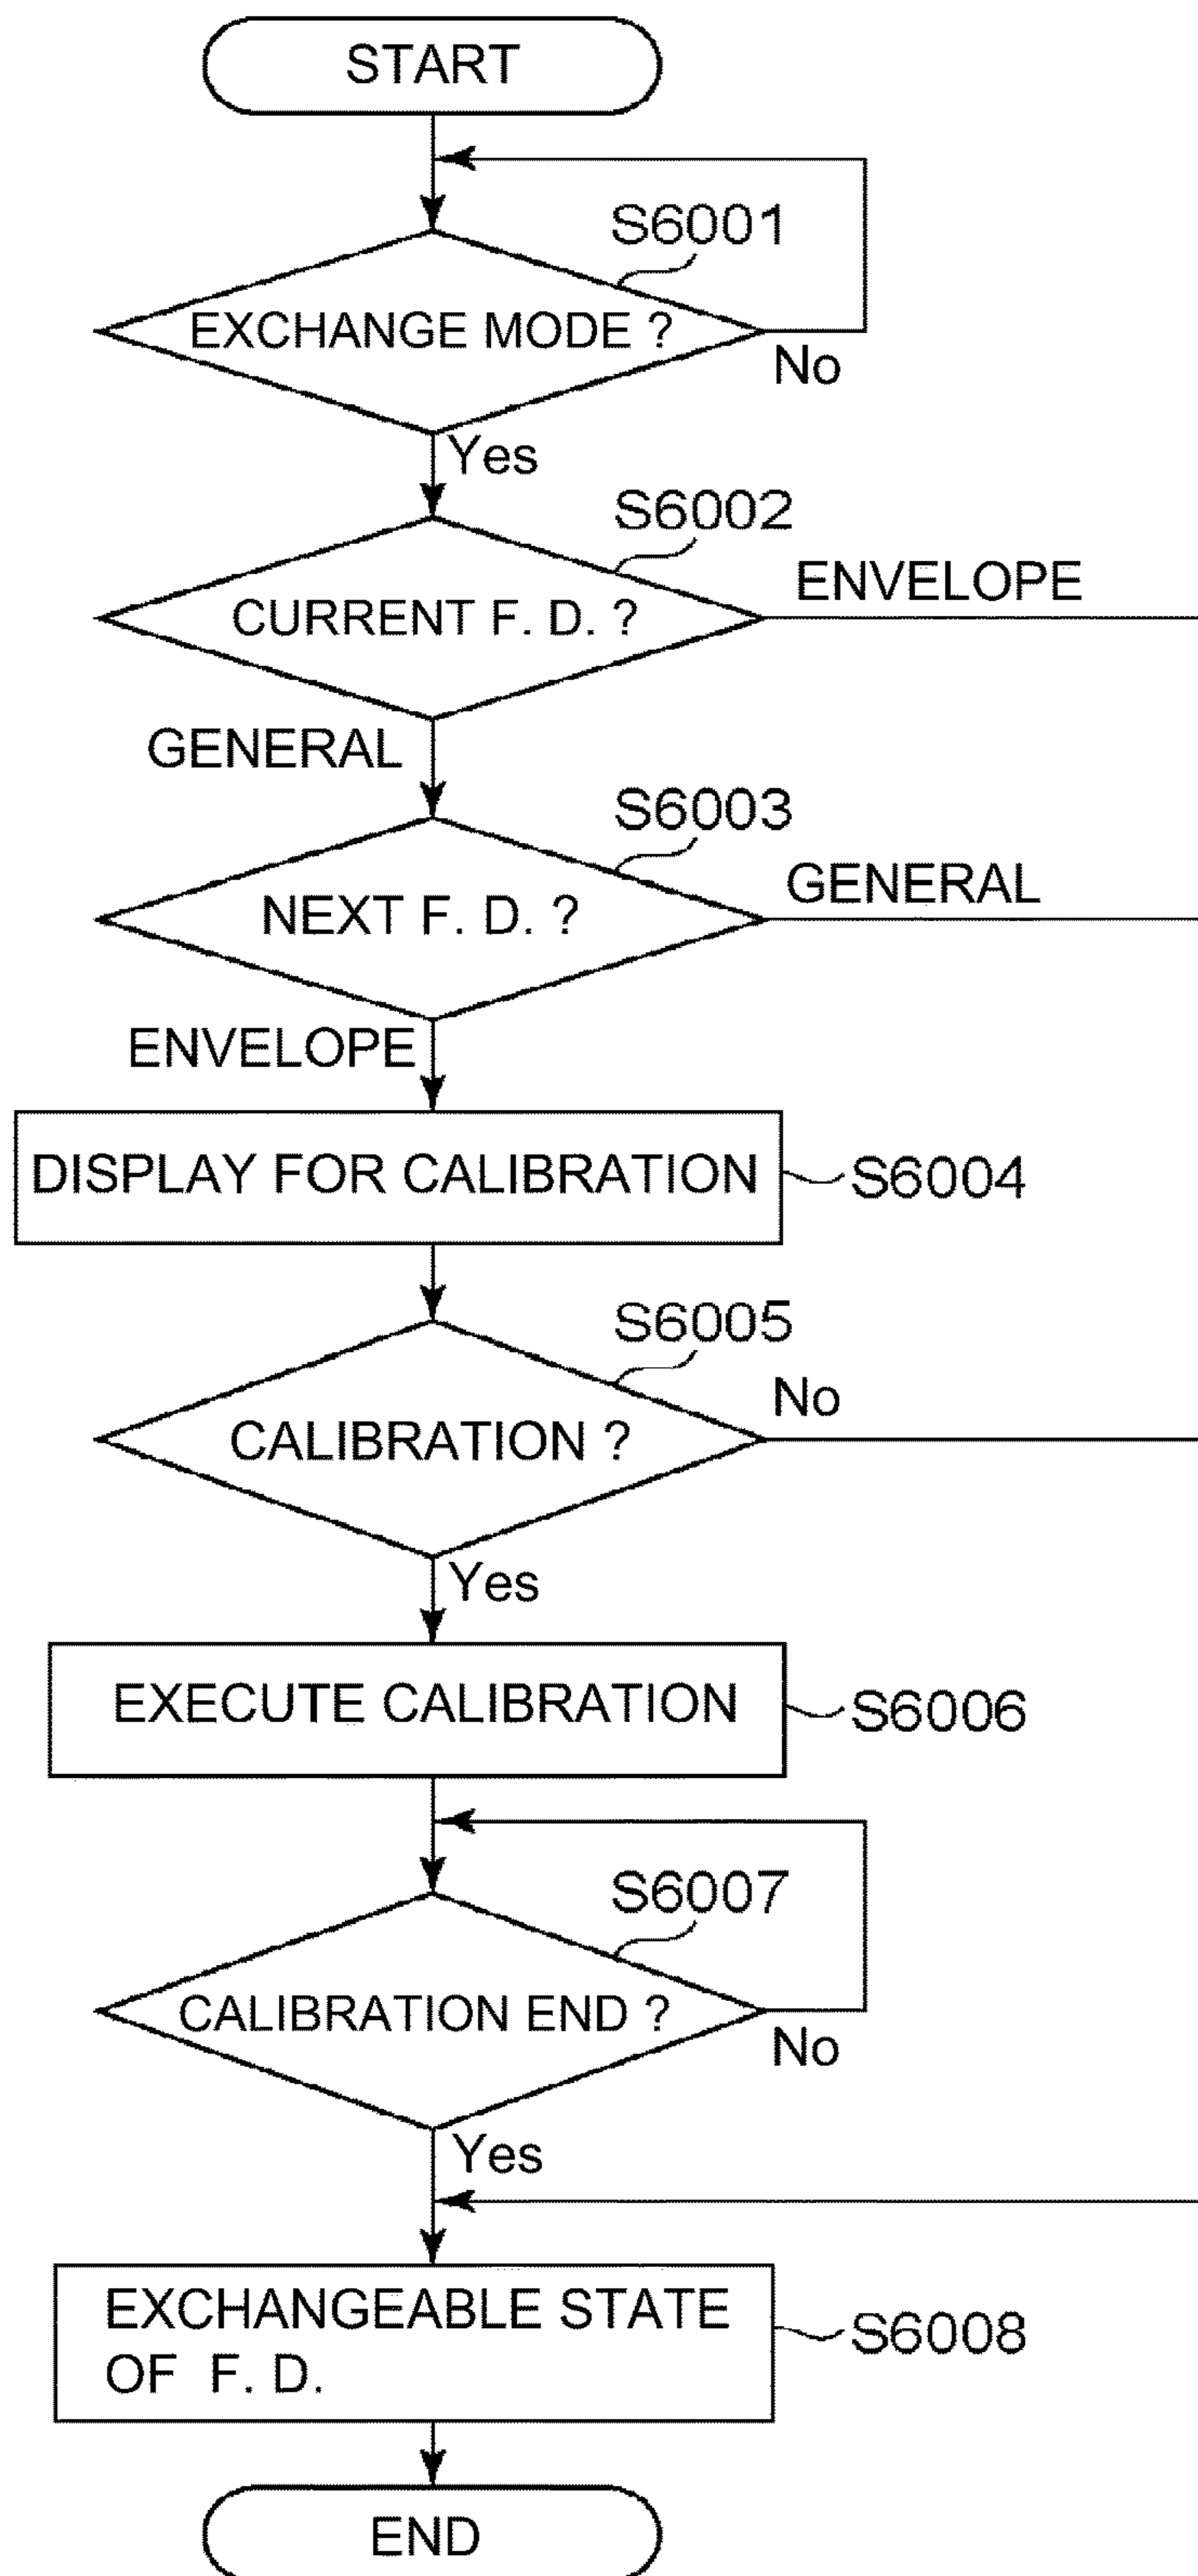 START
S6001
EXCHANGE MODE ?
No
Yes
S6002
ENVELOPE
CURRENT F. D. ?
GENERAL
S6003
GENERAL
NEXT F. D. ?
ENVELOPE
DISPLAY FOR CALIBRATION
S6004
S6005
No
CALIBRATION ?
Yes
EXECUTE CALIBRATION
S6006
S6007
CALIBRATION END ?
No
Yes
EXCHANGEABLE STATE
OF F. D.
S6008
END